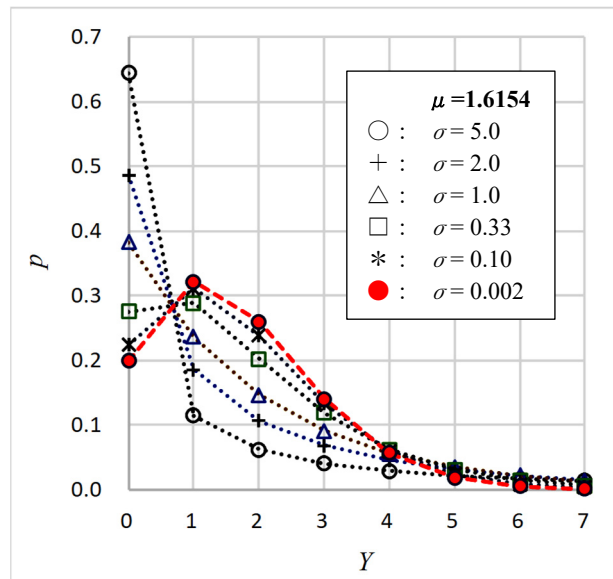 0.7
0.6
0.5
0.4
0.3
0.2
0.1
0.0
p
0 1 2 3 4 5 6 7
Y
μ =1.6154
○ : σ = 5.0
+ : σ = 2.0
△ : σ = 1.0
□ : σ = 0.33
* : σ = 0.10
● : σ = 0.002